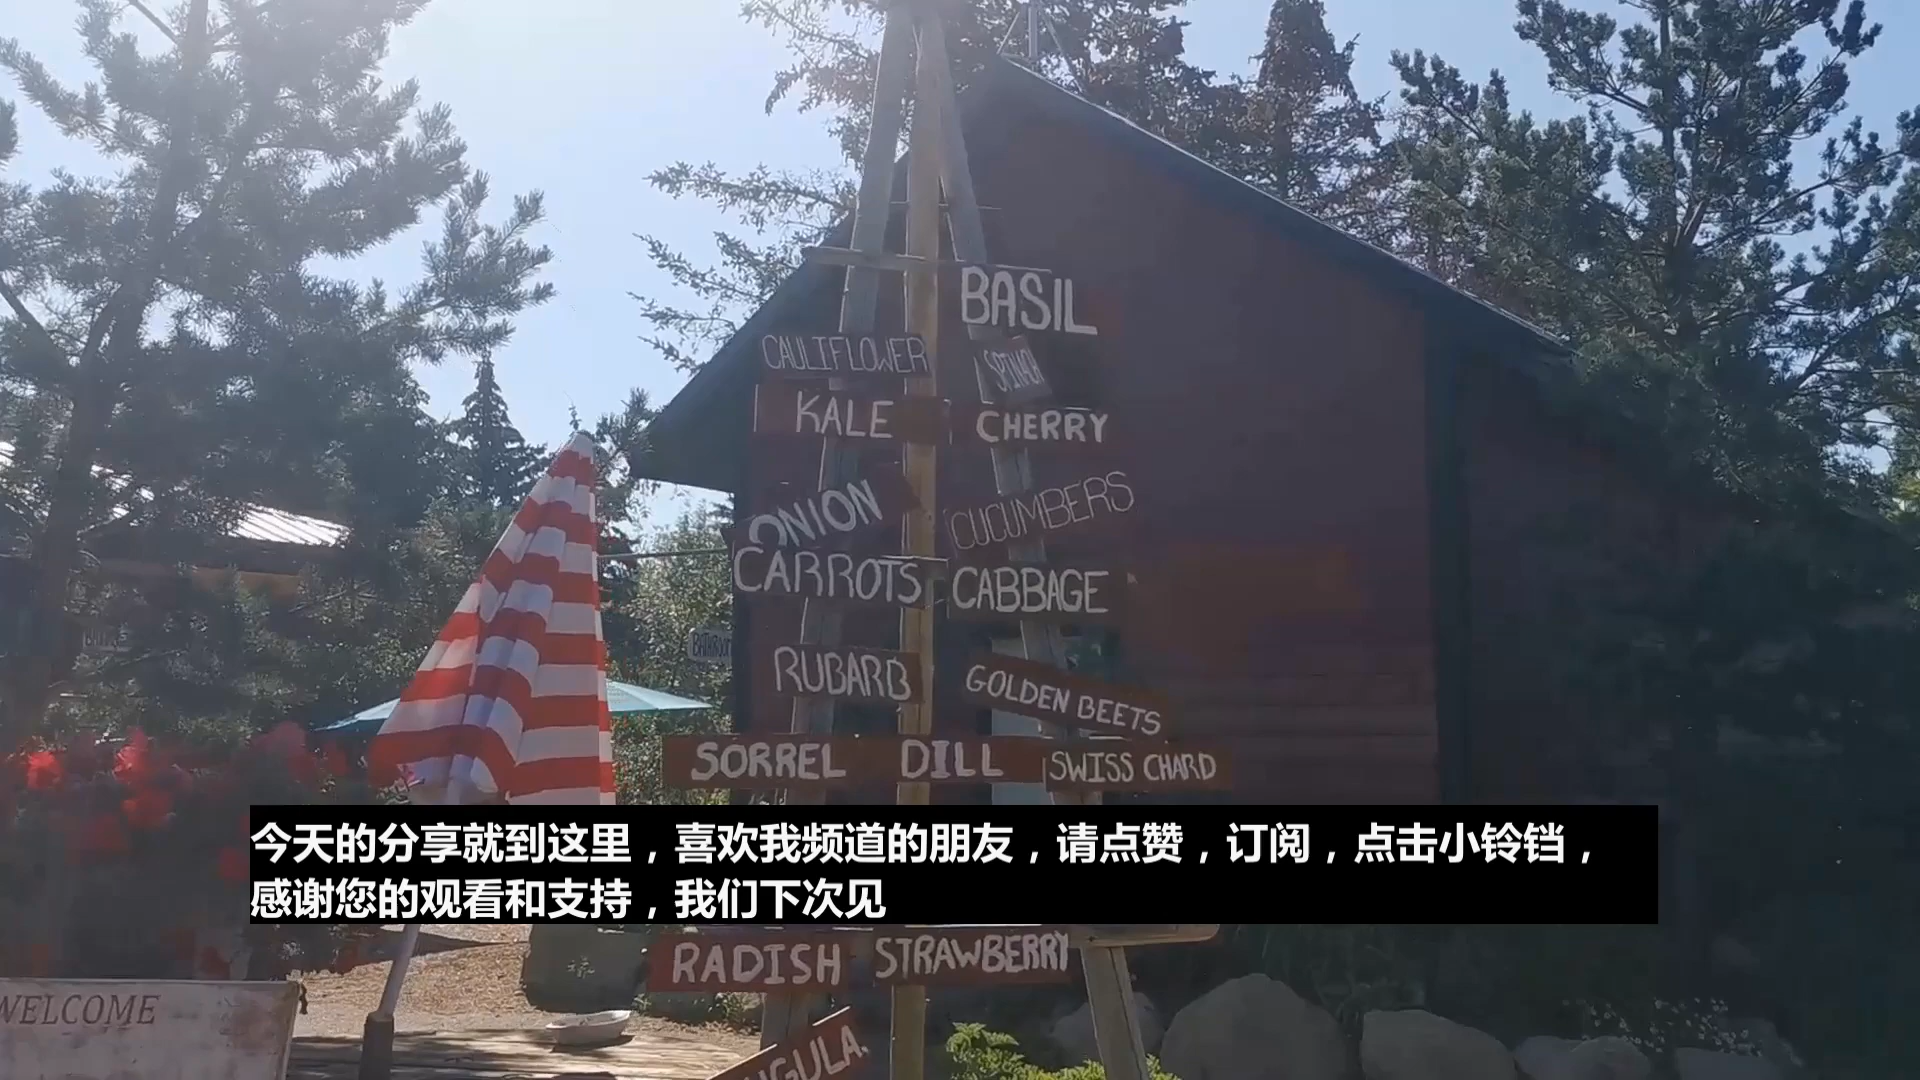 BASIL
CAULIFLOWER
SPINACH
KALE
CHERRY
ONION
CUCUMBERS
CARROTS
CABBAGE
RUBARB
GOLDEN BEETS
SORREL DILL SWISS CHARD
今天的分享就到这里，喜欢我频道的朋友，请点赞，订阅，点击小铃铛，
感谢您的观看和支持，我们下次见
RADISH STRAWBERRY
WELCOME